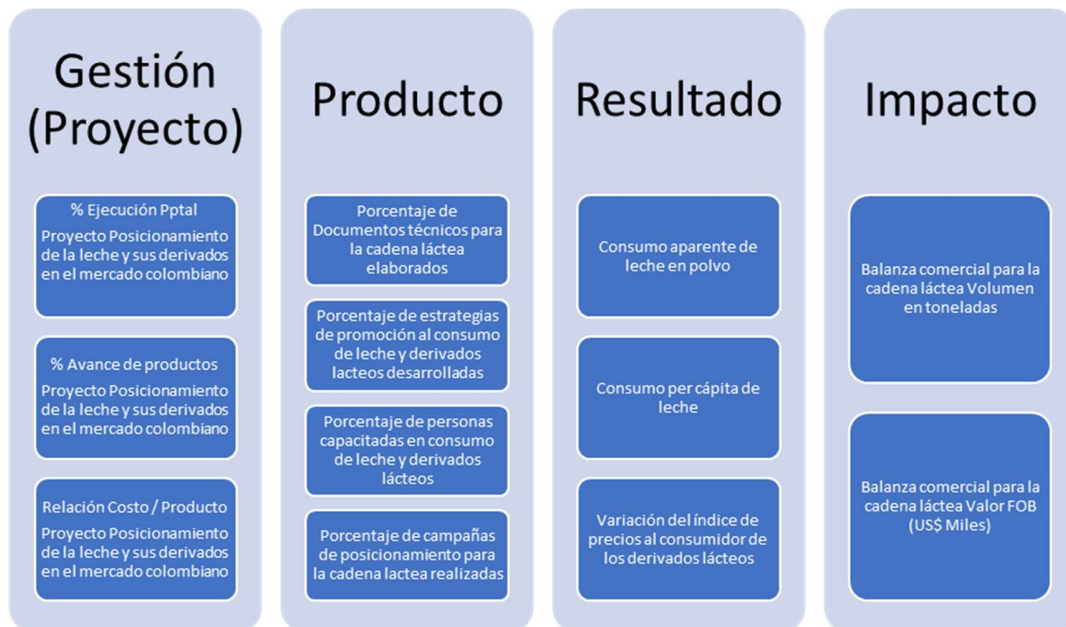 Gestión
(Proyecto)
% Ejecución Pptal
Proyecto Posicionamiento
de la leche y sus derivados
en el mercado colombiano
% Avance de productos
Proyecto Posicionamiento
de la leche y sus derivados
en el mercado colombiano
Relación Costo / Producto
Proyecto Posicionamiento
de la leche y sus derivados
en el mercado colombiano
Producto
Porcentaje de
Documentos técnicos para
la cadena láctea
elaborados
Porcentaje de estrategias
de promoción al consumo
de leche y derivados
lacteos desarrolladas
Porcentaje de personas
capacitadas en consumo
de leche y derivados
lácteos
Porcentaje de campañas
de posicionamiento para
la cadena lactea realizadas
Resultado
Consumo aparente de
leche en polvo
Consumo per cápita de
leche
Variación del índice de
precios al consumidor de
los derivados lácteos
Impacto
Balanza comercial para la
cadena láctea Volumen
en toneladas
Balanza comercial para la
cadena láctea Valor FOB
(US$ Miles)